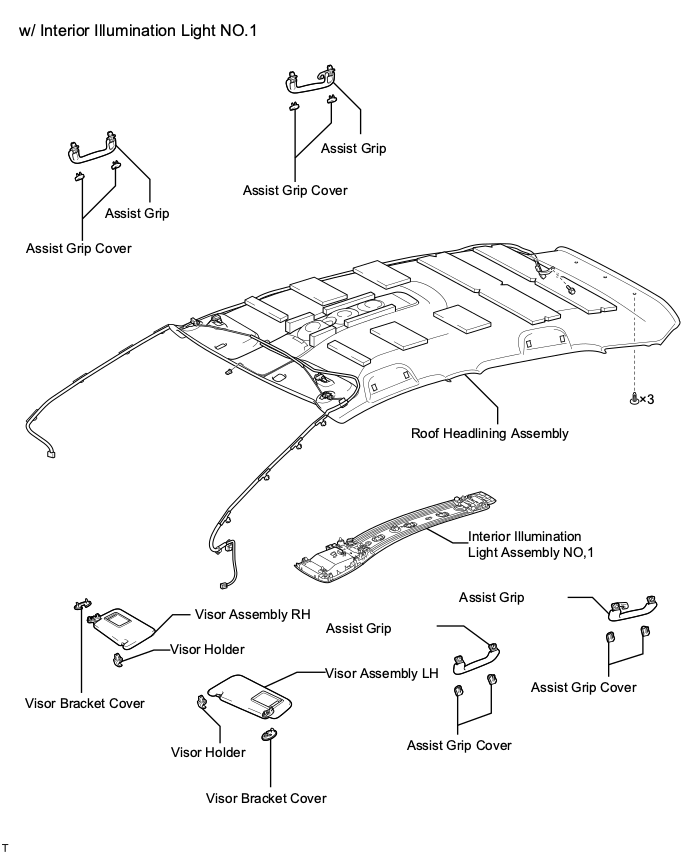 w/ Interior Illumination Light NO.1
Assist Grip
Assist Grip Cover
Assist Grip
Assist Grip Cover
×3
Roof Headlining Assembly
Interior Illumination
Light Assembly NO,1
Assist Grip
Visor Assembly RH
Assist Grip
Visor Holder
Visor Assembly LH
Assist Grip Cover
Visor Bracket Cover
Assist Grip Cover
Visor Holder
Visor Bracket Cover
T